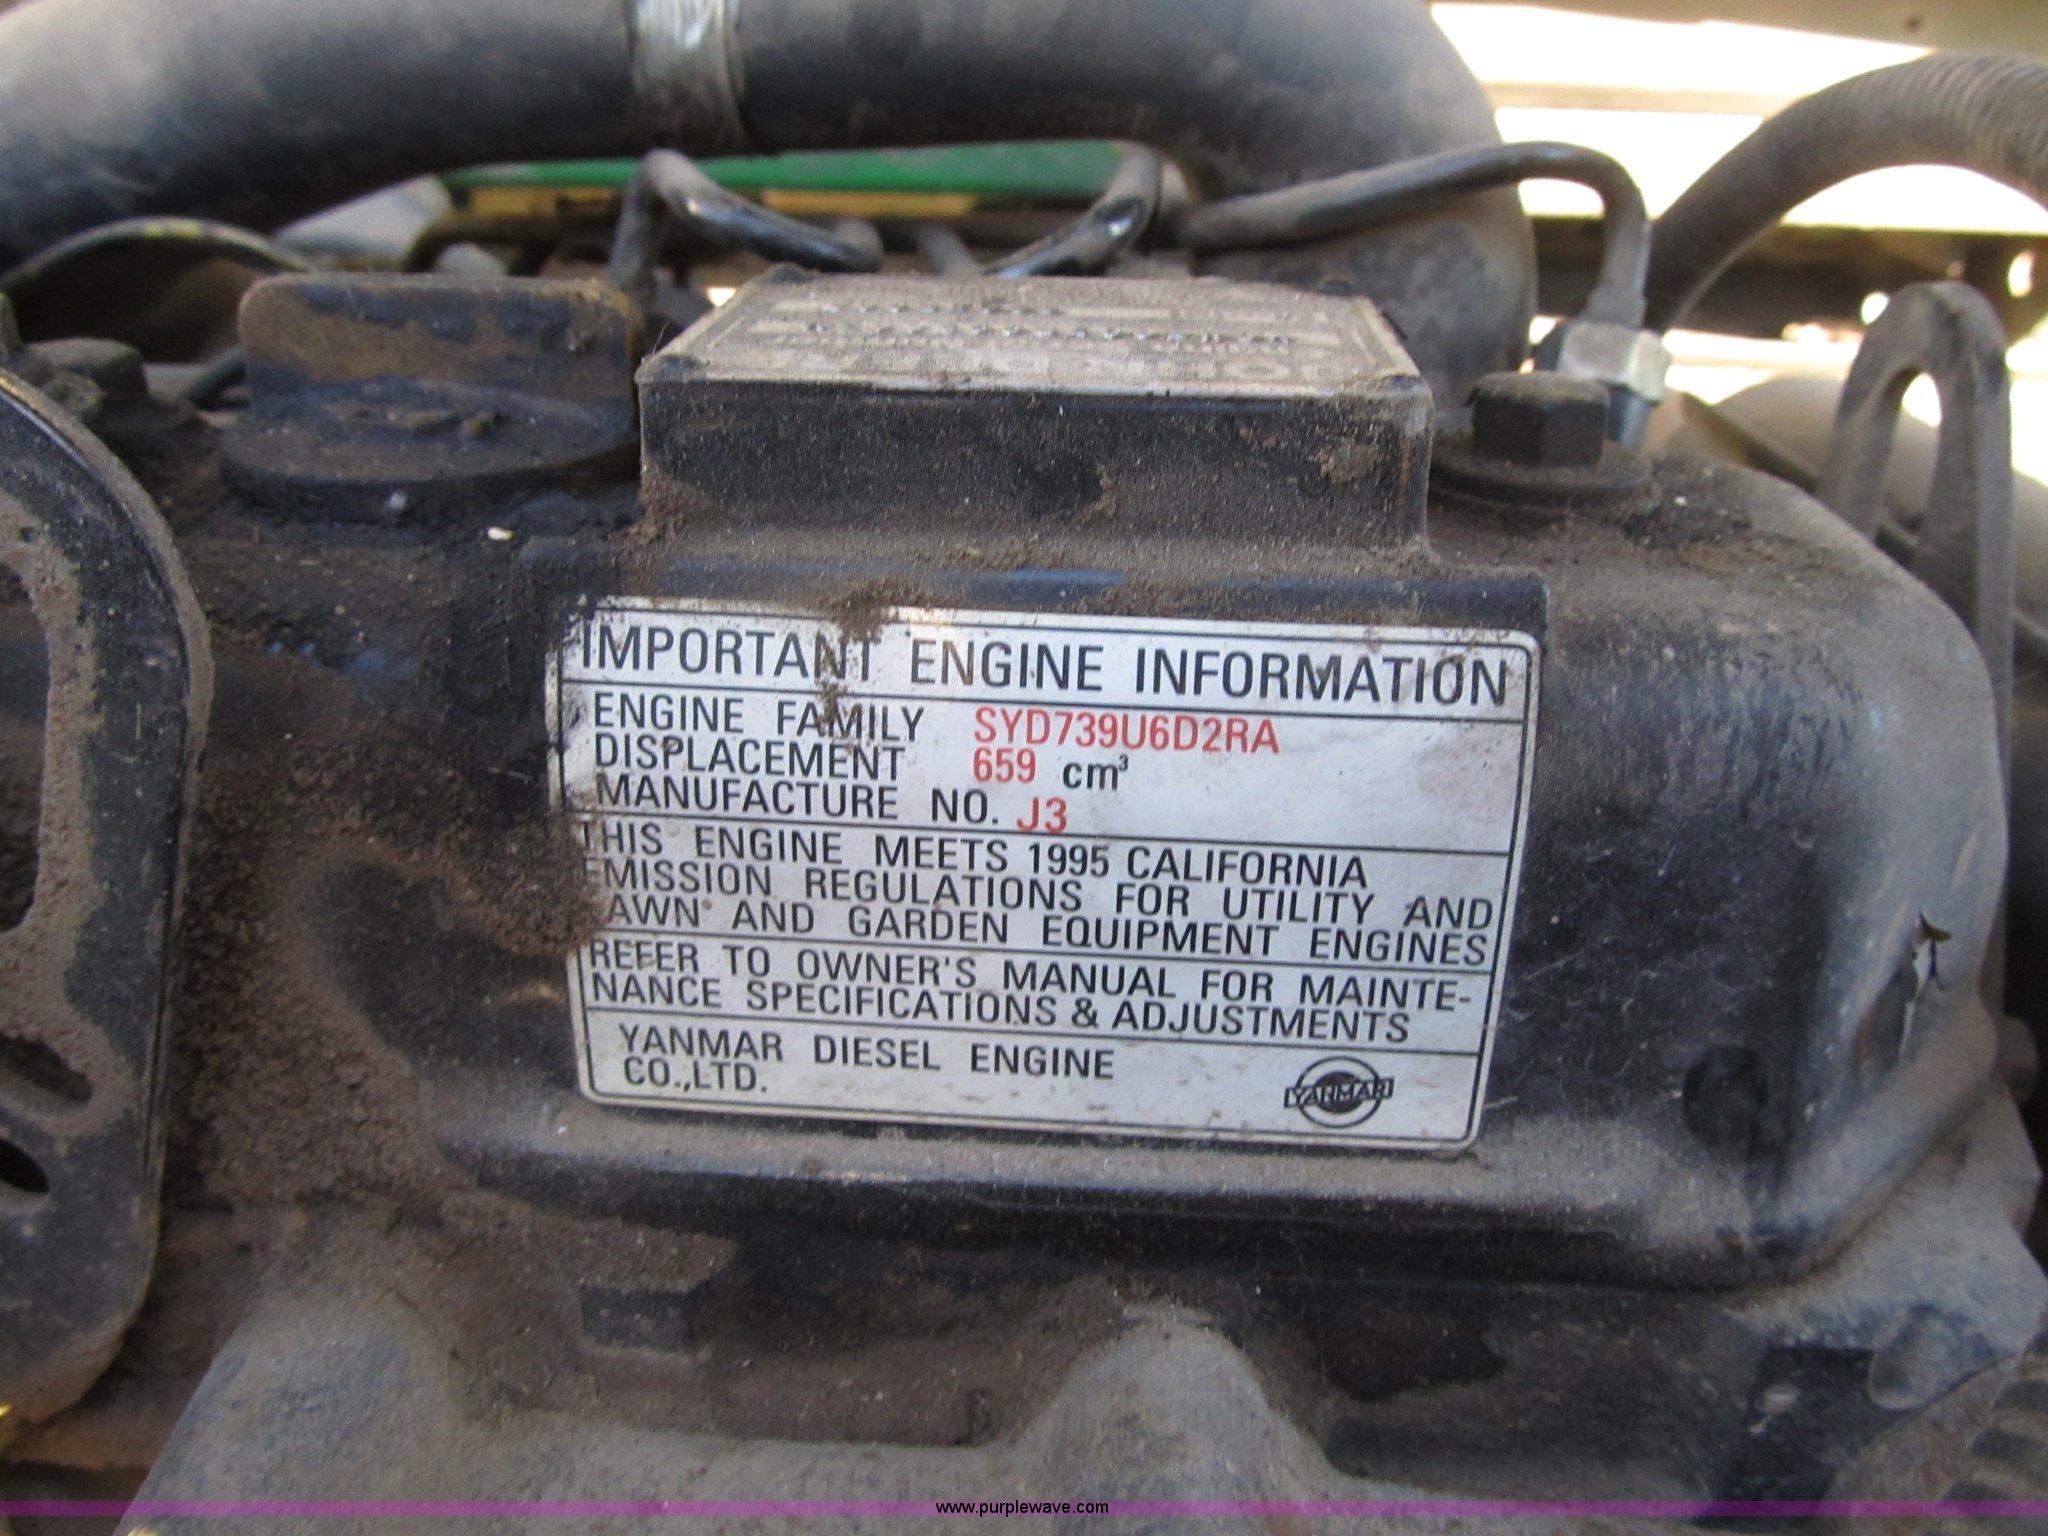 IMPORTANT ENGINE INFORMATION
ENGINE FAMILY SYD739U6D2RA
DISPLACEMENT 659 cm³
MANUFACTURE NO. J3
THIS ENGINE MEETS 1995 CALIFORNIA
EMISSION REGULATIONS FOR UTILITY AND
LAWN AND GARDEN EQUIPMENT ENGINES
REFER TO OWNER'S MANUAL FOR MAINTE-
NANCE SPECIFICATIONS & ADJUSTMENTS
YANMAR DIESEL ENGINE
CO.,LTD.
YANMAR
www.purplewave.com